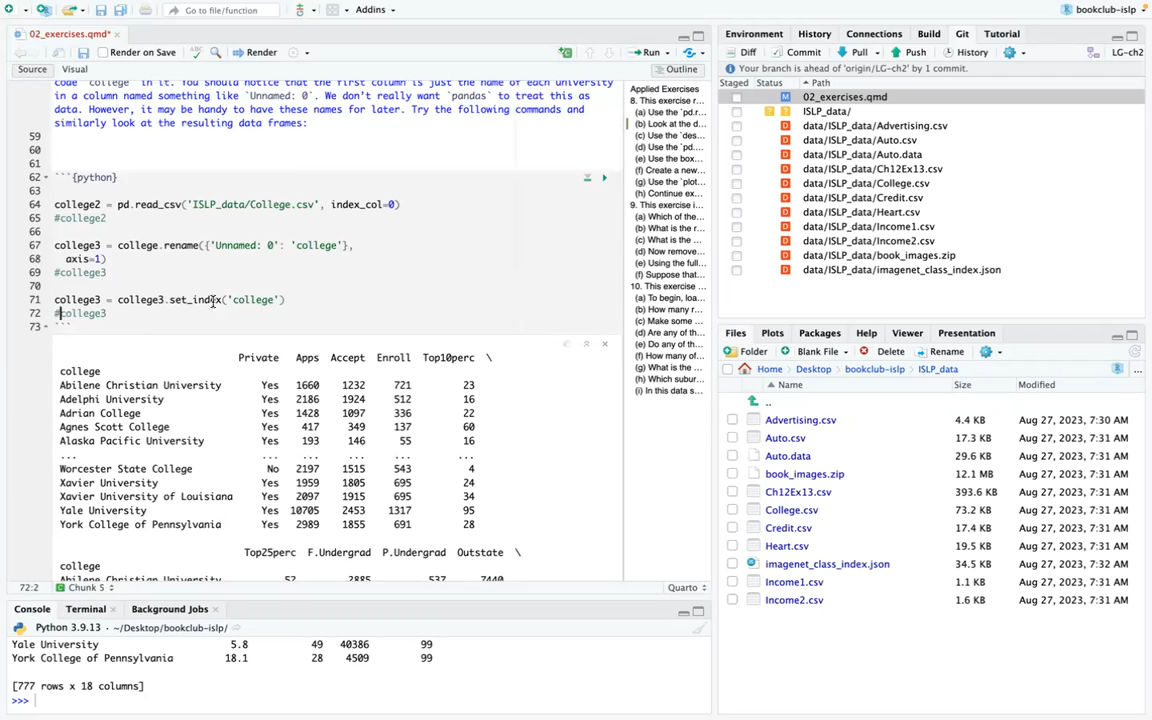 Go to file/function
Addins
bookclub-islp
02_exercises.qmd*
Render on Save
Render
Run
Source
Visual
Outline
code `college` in it. You should notice that the first column is just the name of each university
in a column named something like `Unnamed: 0`. We don't really want `pandas` to treat this as
data. However, it may be handy to have these names for later. Try the following commands and
similarly look at the resulting data frames:
59
60
61
62 ```{python}
63
64 college2 = pd.read_csv('ISLP_data/College.csv', index_col=0)
65 #college2
66
67 college3 = college.rename({'Unnamed: 0': 'college'},
68 axis=1)
69 #college3
70
71 college3 = college3.set_index('college')
72 #college3
73 ```
Private Apps Accept Enroll Top10perc \
college
Abilene Christian University Yes 1660 1232 721 23
Adelphi University Yes 2186 1924 512 16
Adrian College Yes 1428 1097 336 22
Agnes Scott College Yes 417 349 137 60
Alaska Pacific University Yes 193 146 55 16
... ... ... ... ... ...
Worcester State College No 2197 1515 543 4
Xavier University Yes 1959 1805 695 24
Xavier University of Louisiana Yes 2097 1915 695 34
Yale University Yes 10705 2453 1317 95
York College of Pennsylvania Yes 2989 1855 691 28
Top25perc F.Undergrad P.Undergrad Outstate \
college
Abilene Christian University 52 2885 537 7440
72:2 Chunk 5 Quarto
Applied Exercises
8. This exercise r...
(a) Use the `pd.r...
(b) Look at the d...
(c) Use the `des...
(d) Use the `pd....
(e) Use the `box...
(f) Create a new...
(g) Use the `plot...
(h) Continue ex...
9. This exercise i...
(a) Which of the...
(b) What is the r...
(c) What is the ...
(d) Now remove...
(e) Using the full...
(f) Suppose that...
10. This exercise ...
(a) To begin, loa...
(b) How many r...
(c) Make some ...
(d) Are any of th...
(e) Do any of th...
(f) How many of...
(g) What is the ...
(h) Which subur...
(i) In this data s...
Console Terminal Background Jobs
Python 3.9.13 · ~/Desktop/bookclub-islp/
Yale University 5.8 49 40386 99
York College of Pennsylvania 18.1 28 4509 99
[777 rows x 18 columns]
>>>
Environment History Connections Build Git Tutorial
Diff Commit Pull Push History LG-ch2
Your branch is ahead of 'origin/LG-ch2' by 1 commit.
Staged Status Path
M 02_exercises.qmd
? ? ISLP_data/
D data/ISLP_data/Advertising.csv
D data/ISLP_data/Auto.csv
D data/ISLP_data/Auto.data
D data/ISLP_data/Ch12Ex13.csv
D data/ISLP_data/College.csv
D data/ISLP_data/Credit.csv
D data/ISLP_data/Heart.csv
D data/ISLP_data/Income1.csv
D data/ISLP_data/Income2.csv
D data/ISLP_data/book_images.zip
D data/ISLP_data/imagenet_class_index.json
Files Plots Packages Help Viewer Presentation
Folder Blank File Delete Rename
Home Desktop bookclub-islp ISLP_data ...
Name Size Modified
..
Advertising.csv 4.4 KB Aug 27, 2023, 7:30 AM
Auto.csv 17.3 KB Aug 27, 2023, 7:31 AM
Auto.data 29.6 KB Aug 27, 2023, 7:31 AM
book_images.zip 12.1 MB Aug 27, 2023, 7:31 AM
Ch12Ex13.csv 393.6 KB Aug 27, 2023, 7:31 AM
College.csv 73.2 KB Aug 27, 2023, 7:31 AM
Credit.csv 17.4 KB Aug 27, 2023, 7:31 AM
Heart.csv 19.5 KB Aug 27, 2023, 7:31 AM
imagenet_class_index.json 34.5 KB Aug 27, 2023, 7:32 AM
Income1.csv 1.1 KB Aug 27, 2023, 7:31 AM
Income2.csv 1.6 KB Aug 27, 2023, 7:31 AM